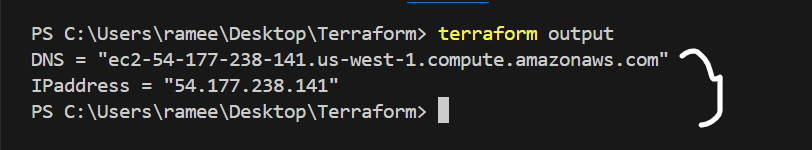 PS C:\Users\ramee\Desktop\Terraform> terraform output
DNS = "ec2-54-177-238-141.us-west-1.compute.amazonaws.com"
IPaddress = "54.177.238.141"
PS C:\Users\ramee\Desktop\Terraform>